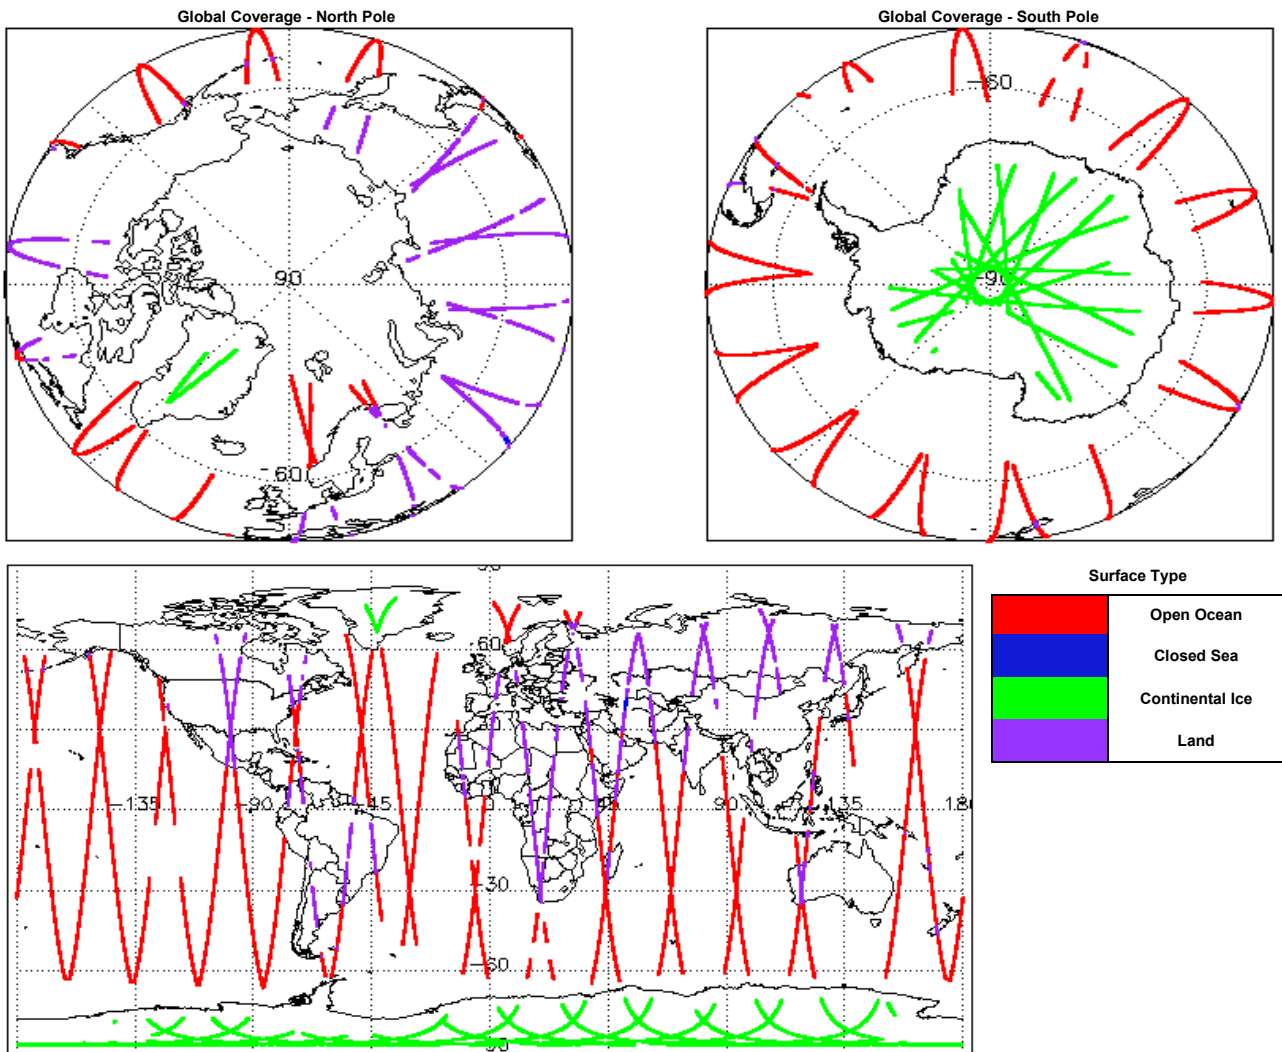 Global Coverage - North Pole
Global Coverage - South Pole
90
60
-60
-90
Surface Type
Open Ocean
Closed Sea
Continental Ice
Land
60
-135
-90
-45
0
90
135
180
-30
-60